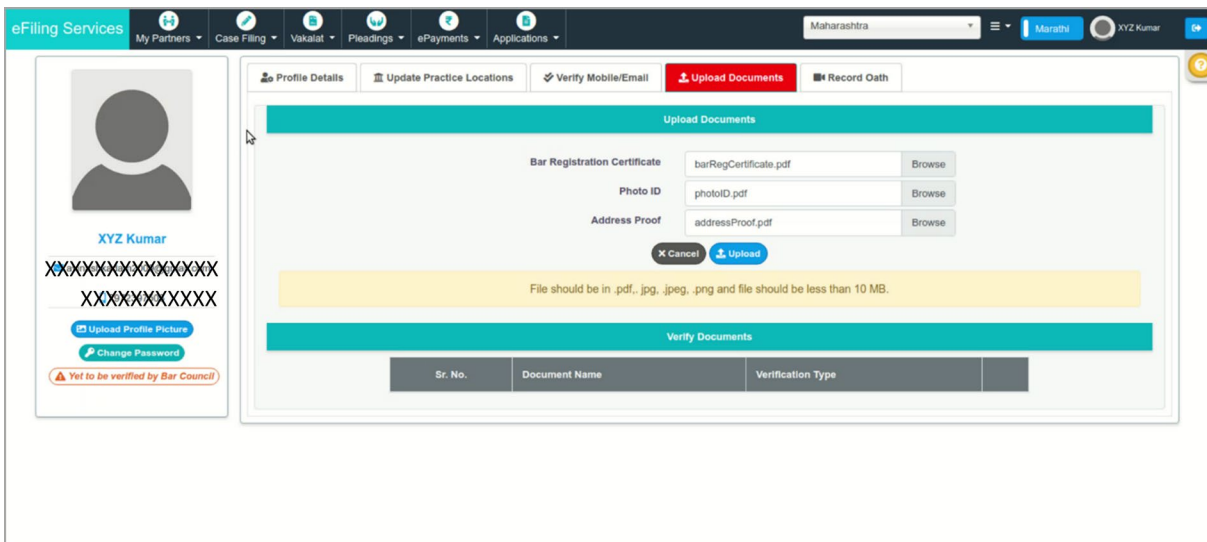 eFiling Services My Partners Case Filing Vakalat Pleadings ePayments Applications Maharashtra Marathi XYZ Kumar
Profile Details Update Practice Locations Verify Mobile/Email Upload Documents Record Oath
Upload Documents
Bar Registration Certificate barRegCertificate.pdf Browse
Photo ID photoID.pdf Browse
Address Proof addressProof.pdf Browse
XYZ Kumar
Cancel Upload
XXXXXXXXXXXXXXX
File should be in .pdf,. jpg, .jpeg, .png and file should be less than 10 MB.
XXXXXXXXXXXX
Upload Profile Picture
Verify Documents
Change Password
Yet to be verified by Bar Council
Sr. No. Document Name Verification Type